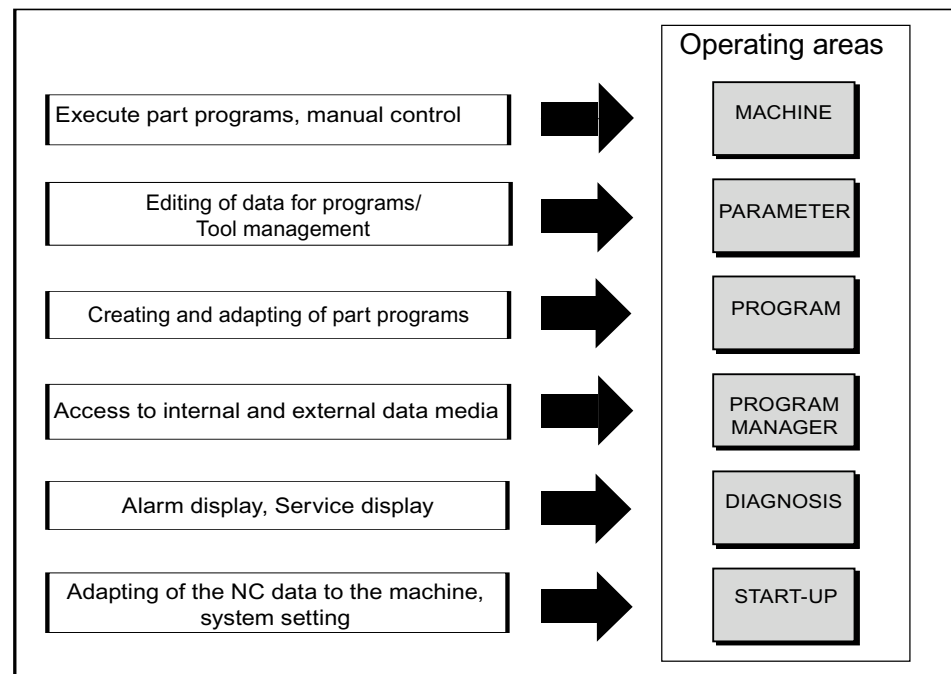 Operating areas
Execute part programs, manual control
MACHINE
Editing of data for programs/
Tool management
PARAMETER
Creating and adapting of part programs
PROGRAM
Access to internal and external data media
PROGRAM
MANAGER
Alarm display, Service display
DIAGNOSIS
Adapting of the NC data to the machine,
system setting
START-UP